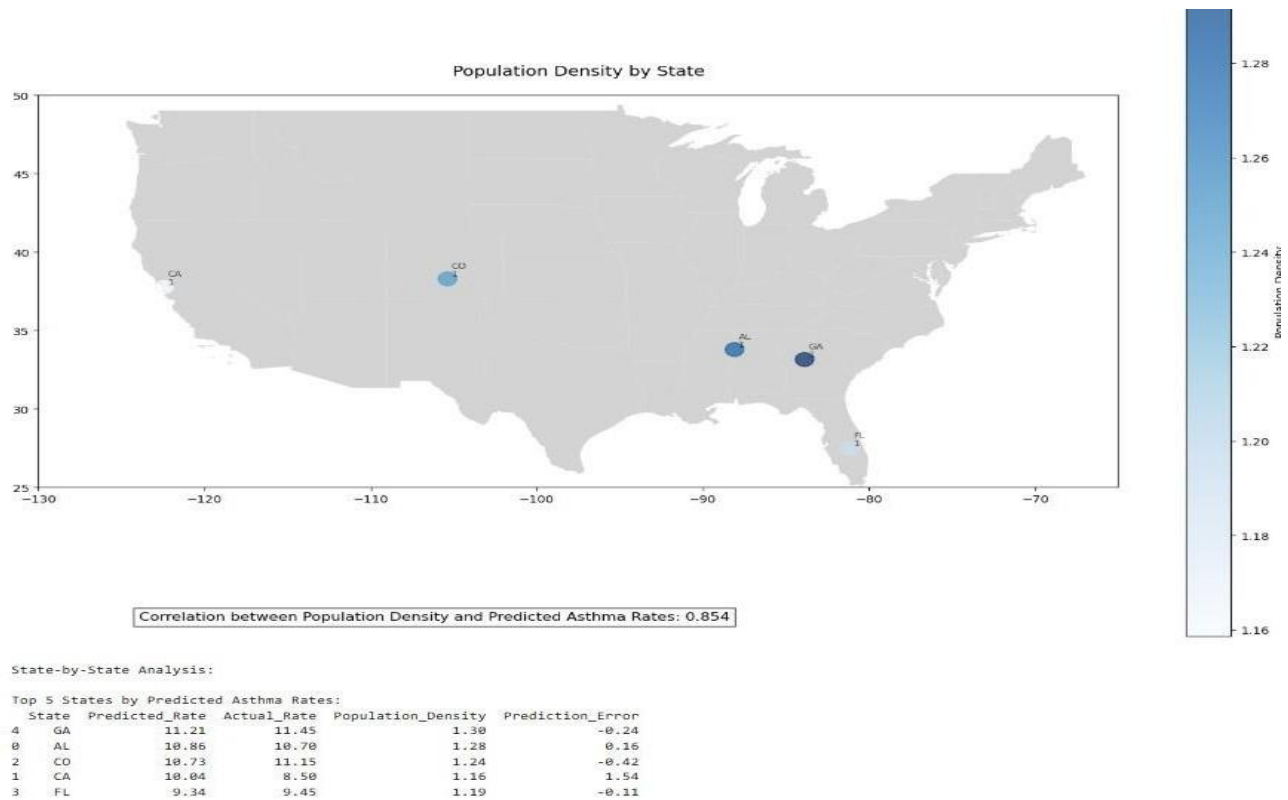 Population Density by State
50
45
40
35
30
25
−130
−120
−110
−100
−90
−80
−70
CA
1
CO
1
AL
1
GA
FL
1
1.28
1.26
1.24
1.22
1.20
1.18
1.16
Population Density
Correlation between Population Density and Predicted Asthma Rates: 0.854
State-by-State Analysis:
Top 5 States by Predicted Asthma Rates:
State Predicted_Rate Actual_Rate Population_Density Prediction_Error
4 GA 11.21 11.45 1.30 -0.24
0 AL 10.86 10.70 1.28 0.16
2 CO 10.73 11.15 1.24 -0.42
1 CA 10.04 8.50 1.16 1.54
3 FL 9.34 9.45 1.19 -0.11